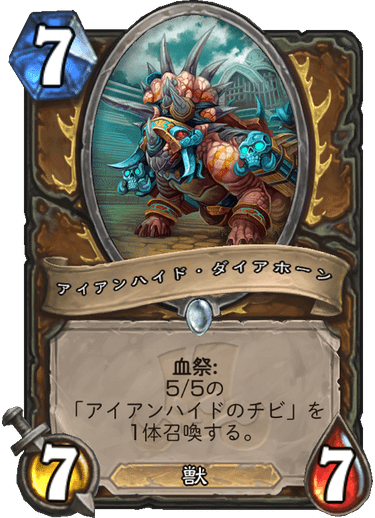 7
アイアンハイド・ダイアホーン
血祭:
5/5の
「アイアンハイドのチビ」を
1体召喚する。
7
獣
7